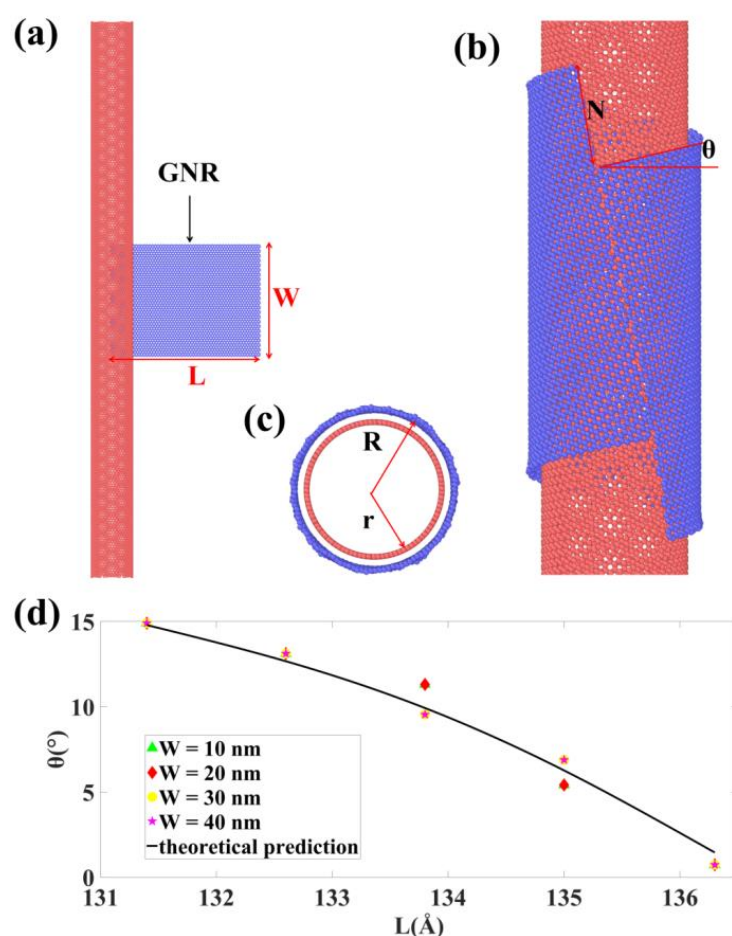 (a)
GNR
W
L
(b)
N
θ
(c)
R
r
(d)
15
10
5
0
θ(°)
W = 10 nm
W = 20 nm
W = 30 nm
W = 40 nm
theoretical prediction
131 132 133 134 135 136
L(Å)